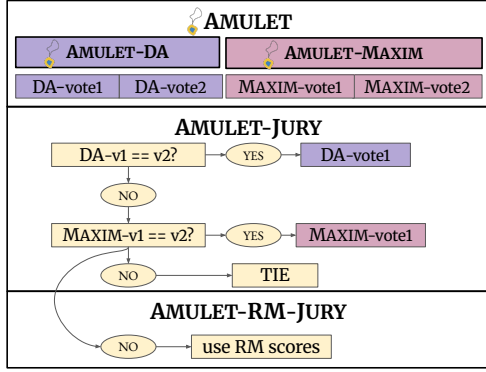 AMULET
AMULET-DA AMULET-MAXIM
DA-vote1 DA-vote2 MAXIM-vote1 MAXIM-vote2
AMULET-JURY
DA-v1 == v2? YES DA-vote1
NO
MAXIM-v1 == v2? YES MAXIM-vote1
NO TIE
AMULET-RM-JURY
NO use RM scores